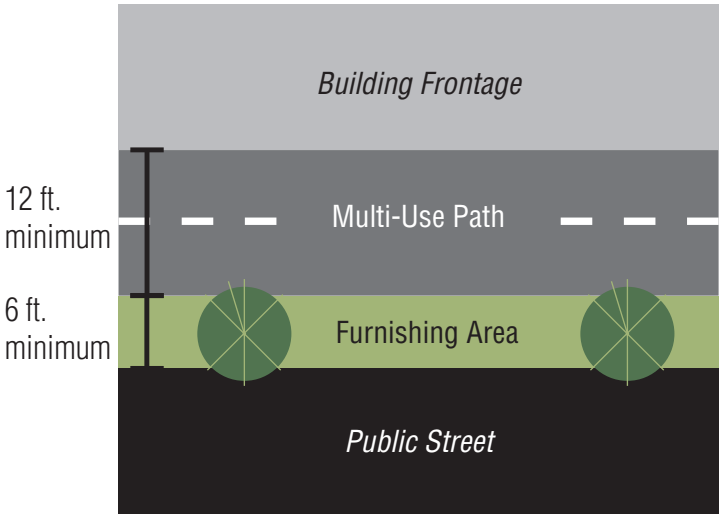 Building Frontage
12 ft.
minimum
Multi-Use Path
6 ft.
minimum
Furnishing Area
Public Street